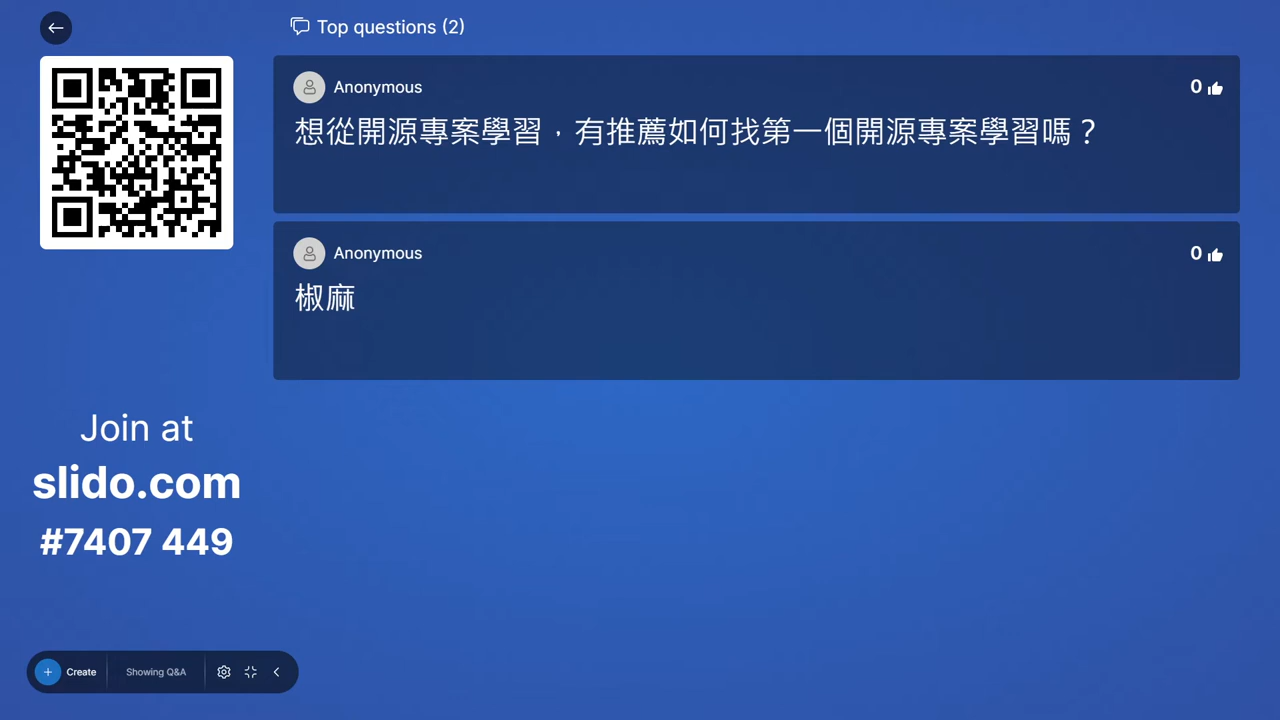 Top questions (2)
Anonymous
0
想從開源專案學習，有推薦如何找第一個開源專案學習嗎？
Anonymous
0
椒麻
Join at
slido.com
#7407 449
Create
Showing Q&A